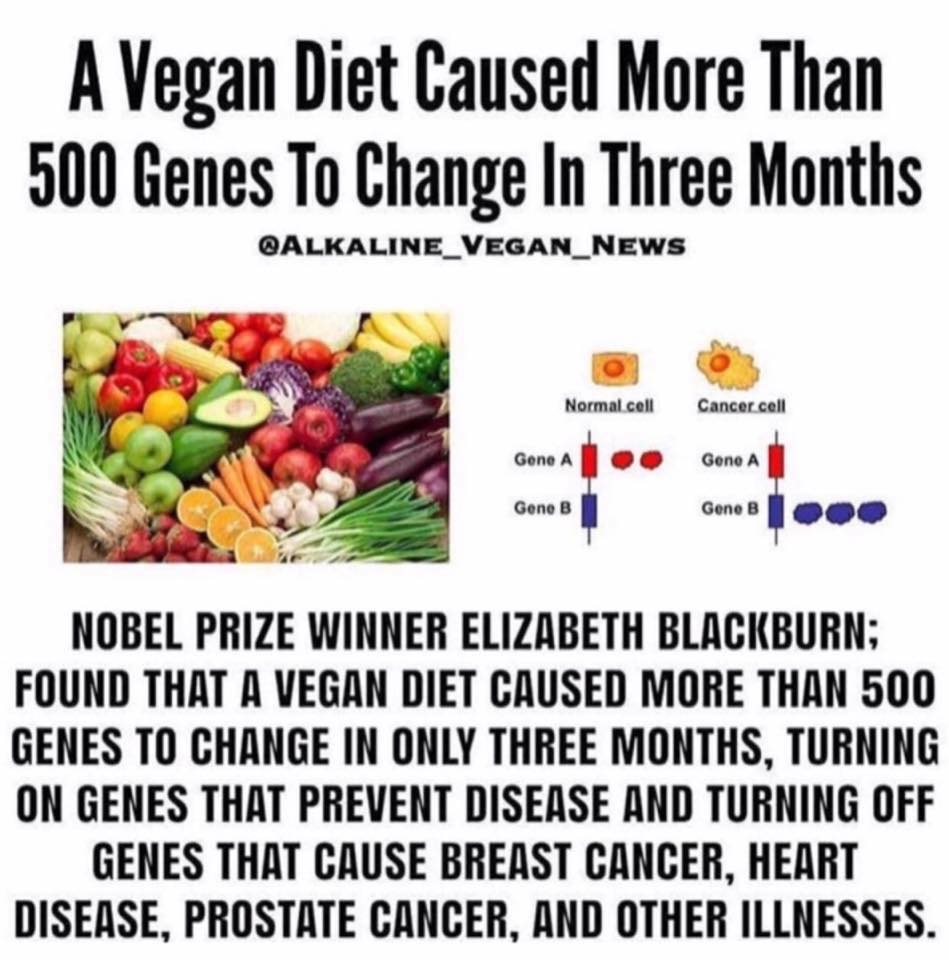 A Vegan Diet Caused More Than
500 Genes To Change In Three Months
@ALKALINE_VEGAN_NEWS
Normal cell Cancer cell
Gene A Gene A
Gene B Gene B
NOBEL PRIZE WINNER ELIZABETH BLACKBURN;
FOUND THAT A VEGAN DIET CAUSED MORE THAN 500
GENES TO CHANGE IN ONLY THREE MONTHS, TURNING
ON GENES THAT PREVENT DISEASE AND TURNING OFF
GENES THAT CAUSE BREAST CANCER, HEART
DISEASE, PROSTATE CANCER, AND OTHER ILLNESSES.